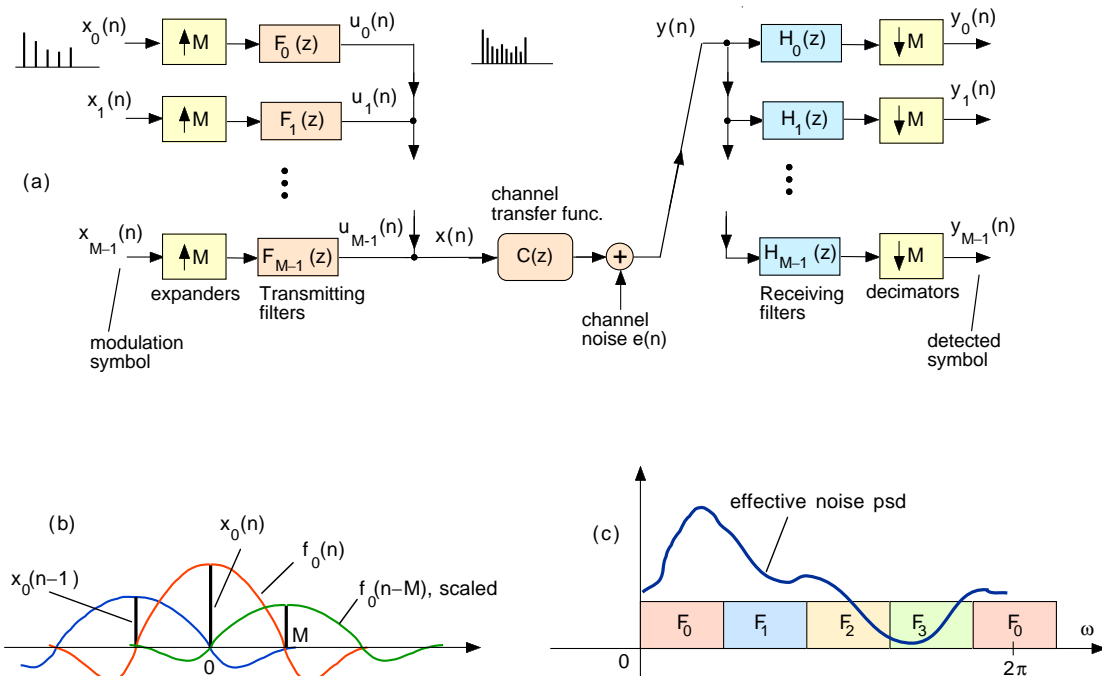 x0(n)
↑M
F0(z)
u0(n)
y(n)
H0(z)
↓M
y0(n)
x1(n)
↑M
F1(z)
u1(n)
H1(z)
↓M
y1(n)
(a)
channel
transfer func.
xM–1(n)
↑M
FM–1(z)
uM-1(n)
x(n)
C(z)
+
HM–1(z)
↓M
yM–1(n)
expanders
Transmitting
filters
Receiving
filters
decimators
modulation
symbol
channel
noise e(n)
detected
symbol
(b)
x0(n)
x0(n–1)
f0(n)
f0(n–M), scaled
M
0
(c)
effective noise psd
F0
F1
F2
F3
F0
ω
0
2π